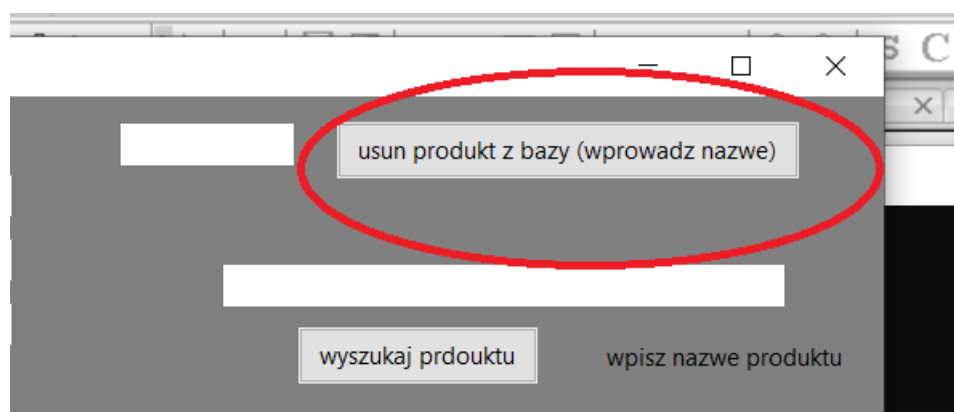 S C
usun produkt z bazy (wprowadz nazwe)
wyszukaj prdouktu
wpisz nazwe produktu